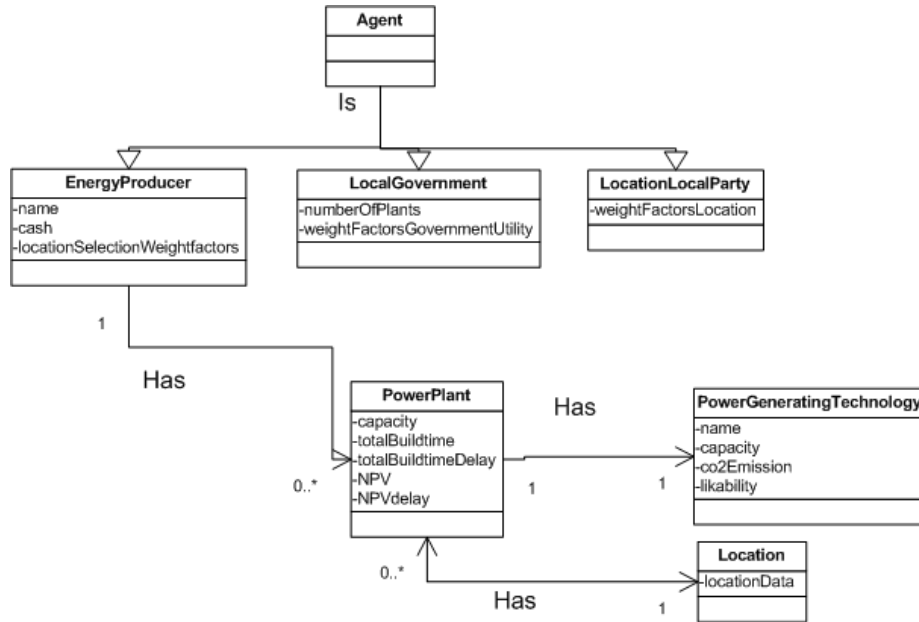 Agent
Is
EnergyProducer
-name
-cash
-locationSelectionWeightfactors
LocalGovernment
-numberOfPlants
-weightFactorsGovernmentUtility
LocationLocalParty
-weightFactorsLocation
1
Has
0..*
PowerPlant
-capacity
-totalBuildtime
-totalBuildtimeDelay
-NPV
-NPVdelay
Has
1
1
PowerGeneratingTechnology
-name
-capacity
-co2Emission
-likability
0..*
Has
1
Location
-locationData